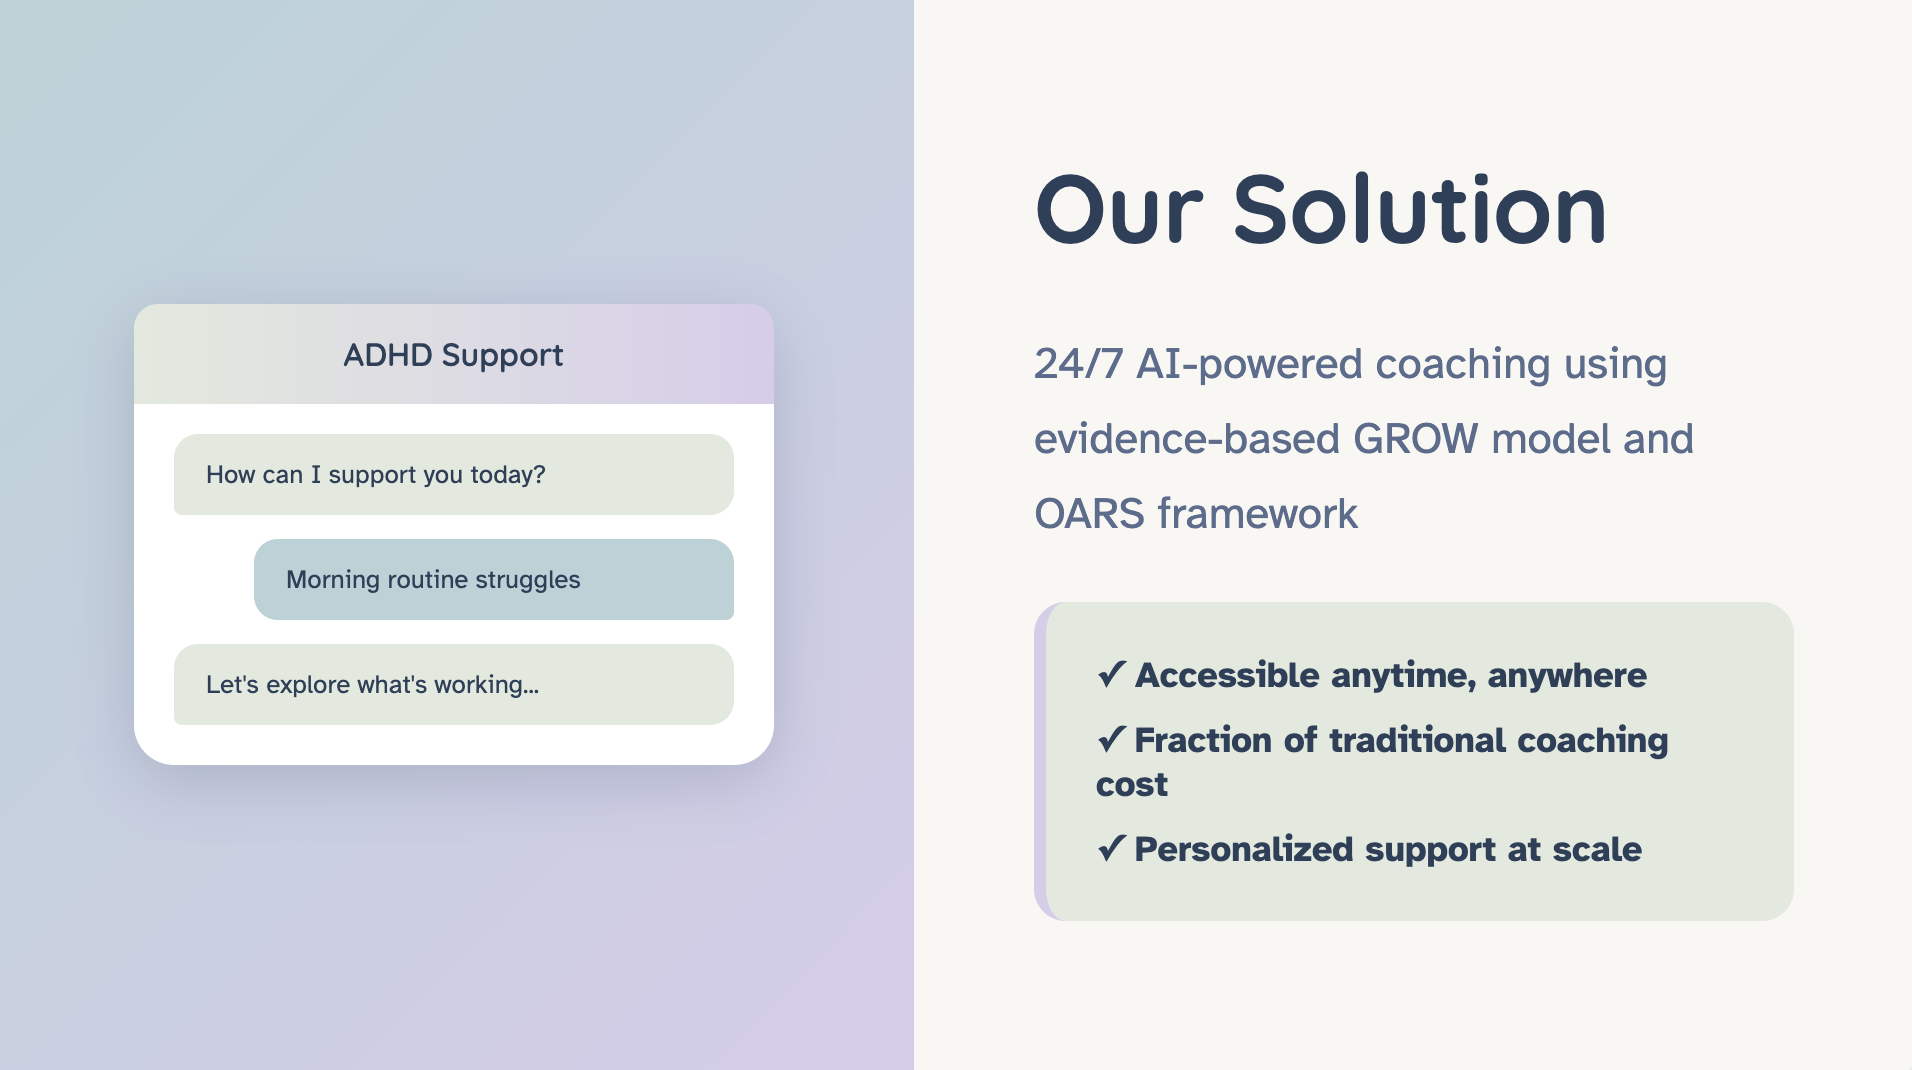 ADHD Support
How can I support you today?
Morning routine struggles
Let's explore what's working...
Our Solution
24/7 AI-powered coaching using
evidence-based GROW model and
OARS framework
✓ Accessible anytime, anywhere
✓ Fraction of traditional coaching
cost
✓ Personalized support at scale